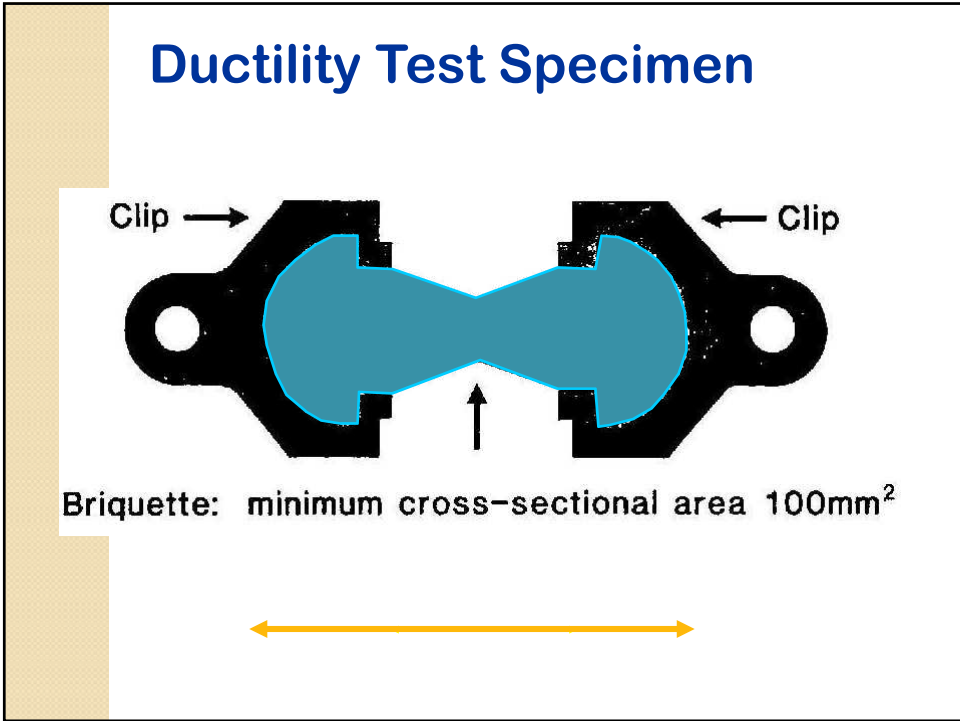 Ductility Test Specimen
Clip
Clip
Briquette: minimum cross-sectional area 100mm²